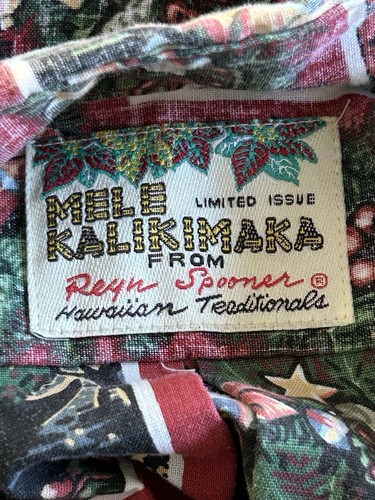 MELE
LIMITED ISSUE
KALIKIMAKA
FROM
Reyn Spooner ®
Hawaiian Traditionals